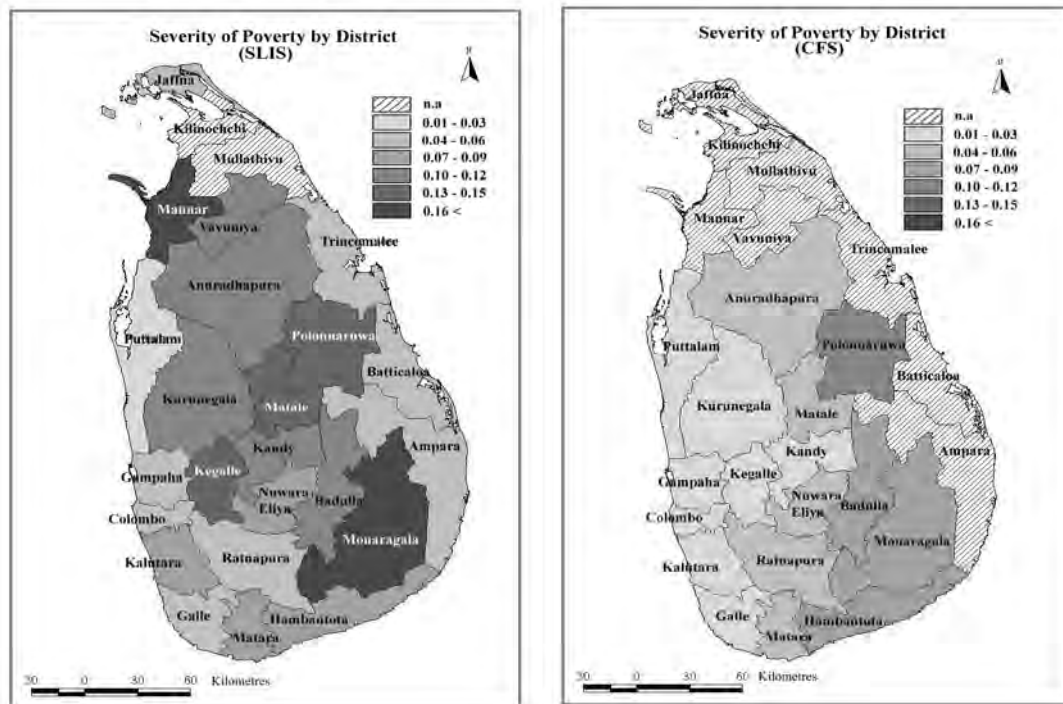 Severity of Poverty by District
(SLIS)
N
Jaffna
n.a
0.01 - 0.03
0.04 - 0.06
0.07 - 0.09
0.10 - 0.12
0.13 - 0.15
0.16 <
Kilinochchi
Mullathivu
Mannar
Vavuniya
Trincomalee
Anuradhapura
Puttalam
Polonnaruwa
Batticaloa
Kurunegala
Matale
Kandy
Ampara
Kegalle
Gampaha
Nuwara
Eliya
Badulla
Colombo
Monaragala
Ratnapura
Kalutara
Galle
Hambantota
Matara
30 0 30 60 Kilometres
Severity of Poverty by District
(CFS)
Jaffna
n.a
0.01 - 0.03
0.04 - 0.06
0.07 - 0.09
0.10 - 0.12
0.13 - 0.15
0.16 <
Kilinochchi
Mullathivu
Mannar
Vavuniya
Trincomalee
Anuradhapura
Puttalam
Polonnaruwa
Batticaloa
Kurunegala
Matale
Kandy
Ampara
Kegalle
Gampaha
Nuwara
Eliya
Badulla
Colombo
Monaragala
Ratnapura
Kalutara
Galle
Hambantota
Matara
30 0 30 60 Kilometres